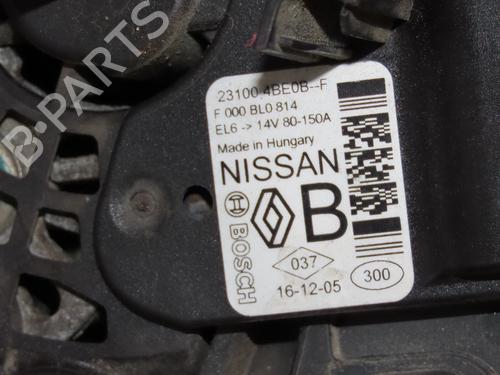 B-PARTS
23100 4BE0B--F
F 000 BL0 814
EL6 -> 14V 80-150A
Made in Hungary
NISSAN
BOSCH
B
037
16-12-05
300